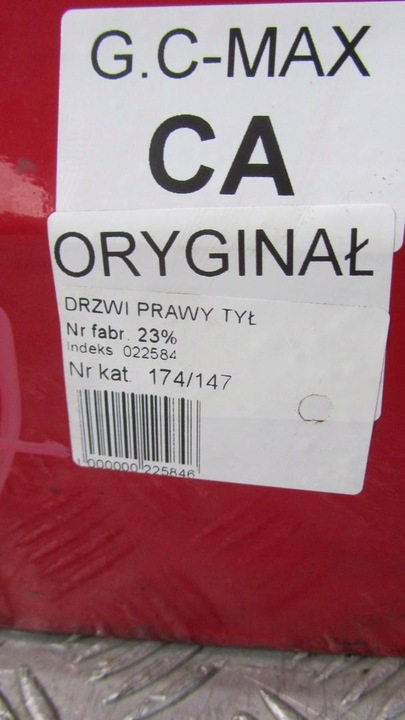 G.C-MAX
CA
ORYGINAŁ
DRZWI PRAWY TYŁ
Nr fabr. 23%
Indeks 022584
Nr kat. 174/147
1000000225846